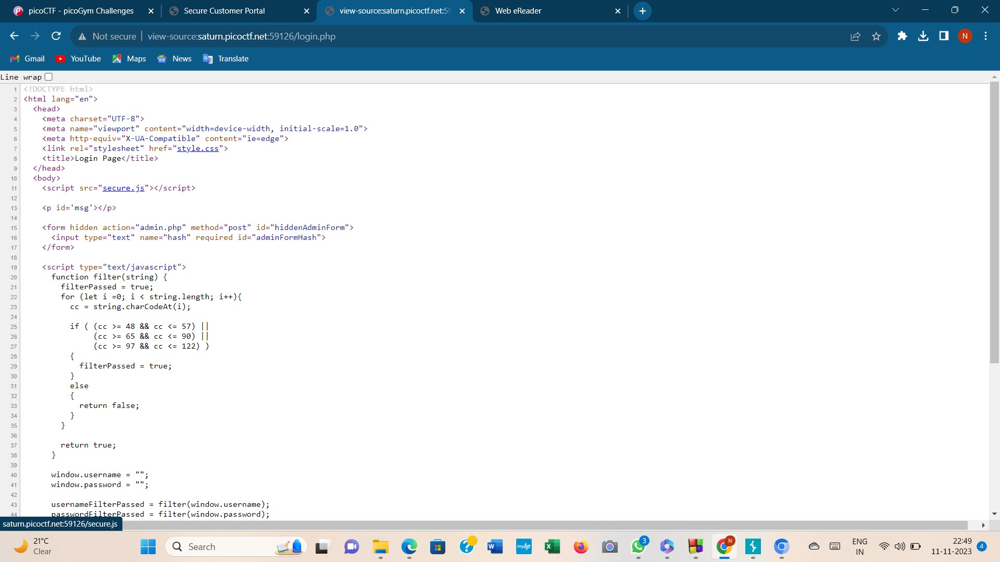 picoCTF - picoGym Challenges
Secure Customer Portal
view-source:saturn.picoctf.net:59
Web eReader
Not secure
view-source:saturn.picoctf.net:59126/login.php
N
Gmail
YouTube
Maps
News
Translate
Line wrap
1 <!DOCTYPE html>
2 <html lang="en">
3 <head>
4 <meta charset="UTF-8">
5 <meta name="viewport" content="width=device-width, initial-scale=1.0">
6 <meta http-equiv="X-UA-Compatible" content="ie=edge">
7 <link rel="stylesheet" href="style.css">
8 <title>Login Page</title>
9 </head>
10 <body>
11 <script src="secure.js"></script>
12
13 <p id='msg'></p>
14
15 <form hidden action="admin.php" method="post" id="hiddenAdminForm">
16 <input type="text" name="hash" required id="adminFormHash">
17 </form>
18
19 <script type="text/javascript">
20 function filter(string) {
21 filterPassed = true;
22 for (let i =0; i < string.length; i++){
23 cc = string.charCodeAt(i);
24
25 if ( (cc >= 48 && cc <= 57) ||
26 (cc >= 65 && cc <= 90) ||
27 (cc >= 97 && cc <= 122) )
28 {
29 filterPassed = true;
30 }
31 else
32 {
33 return false;
34 }
35 }
36
37 return true;
38 }
39
40 window.username = "";
41 window.password = "";
42
43 usernameFilterPassed = filter(window.username);
44 passwordFilterPassed = filter(window.password);
saturn.picoctf.net:59126/secure.js
21°C
Clear
Search
myhp
3
N
ENG
IN
22:49
11-11-2023
4